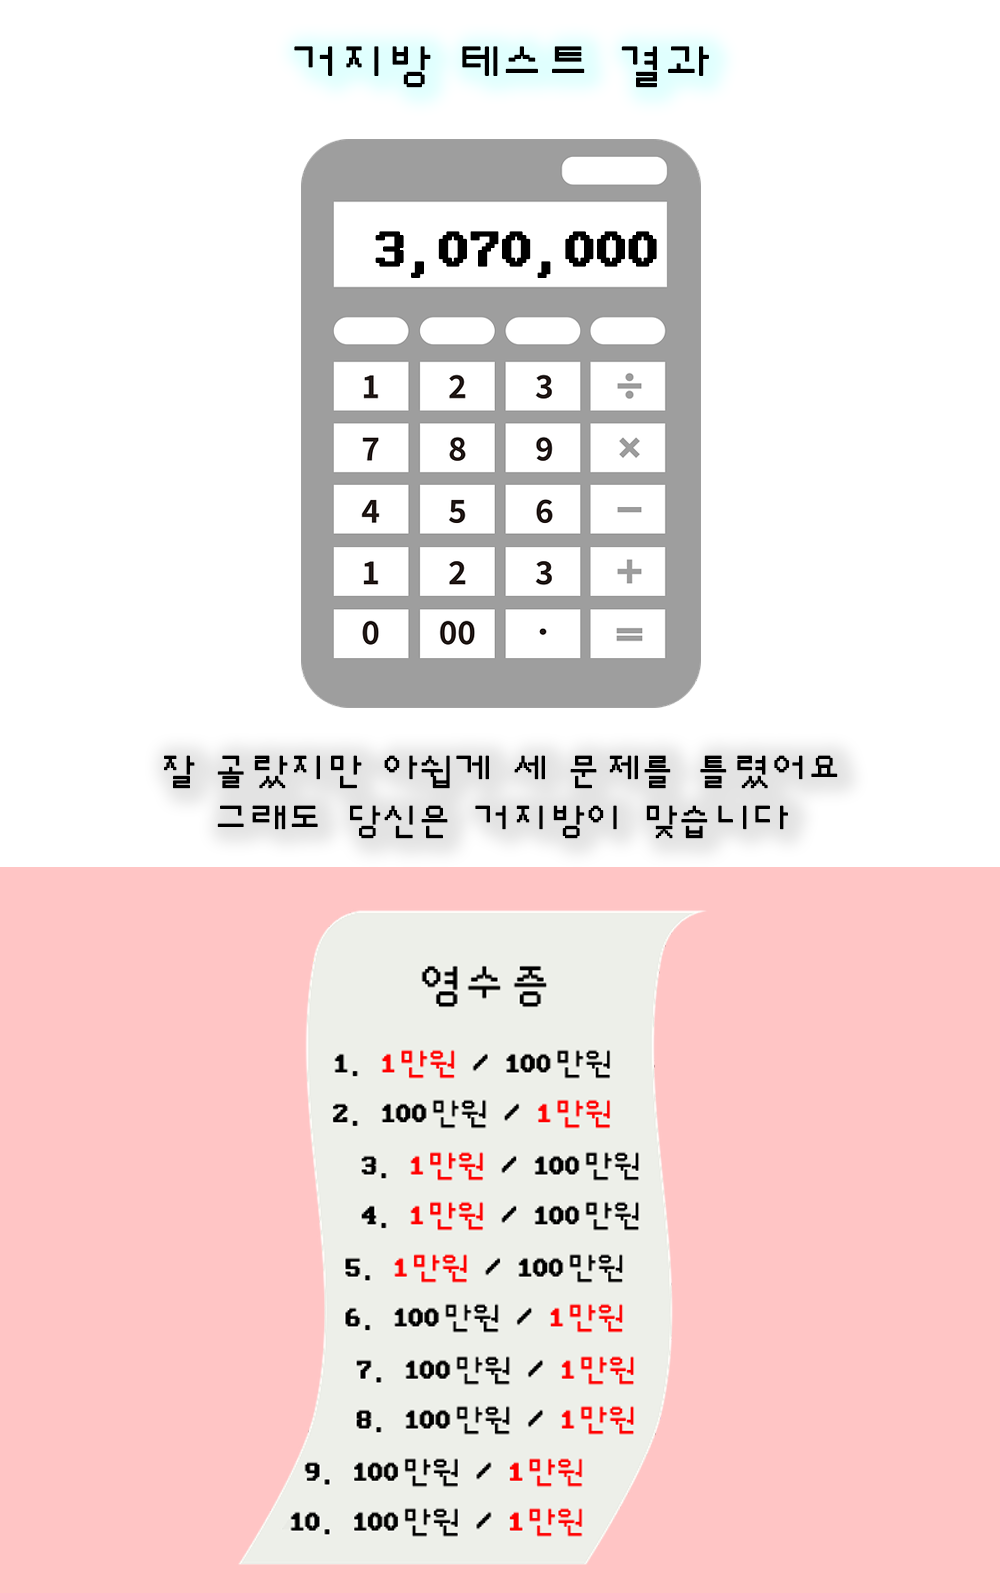 거지방 테스트 결과
3,070,000
1 2 3 ÷
7 8 9 ×
4 5 6 −
1 2 3 +
0 00 · =
잘 골랐지만 아쉽게 세 문제를 틀렸어요
그래도 당신은 거지방이 맞습니다
영수증
1. 1만원 / 100만원
2. 100만원 / 1만원
3. 1만원 / 100만원
4. 1만원 / 100만원
5. 1만원 / 100만원
6. 100만원 / 1만원
7. 100만원 / 1만원
8. 100만원 / 1만원
9. 100만원 / 1만원
10. 100만원 / 1만원